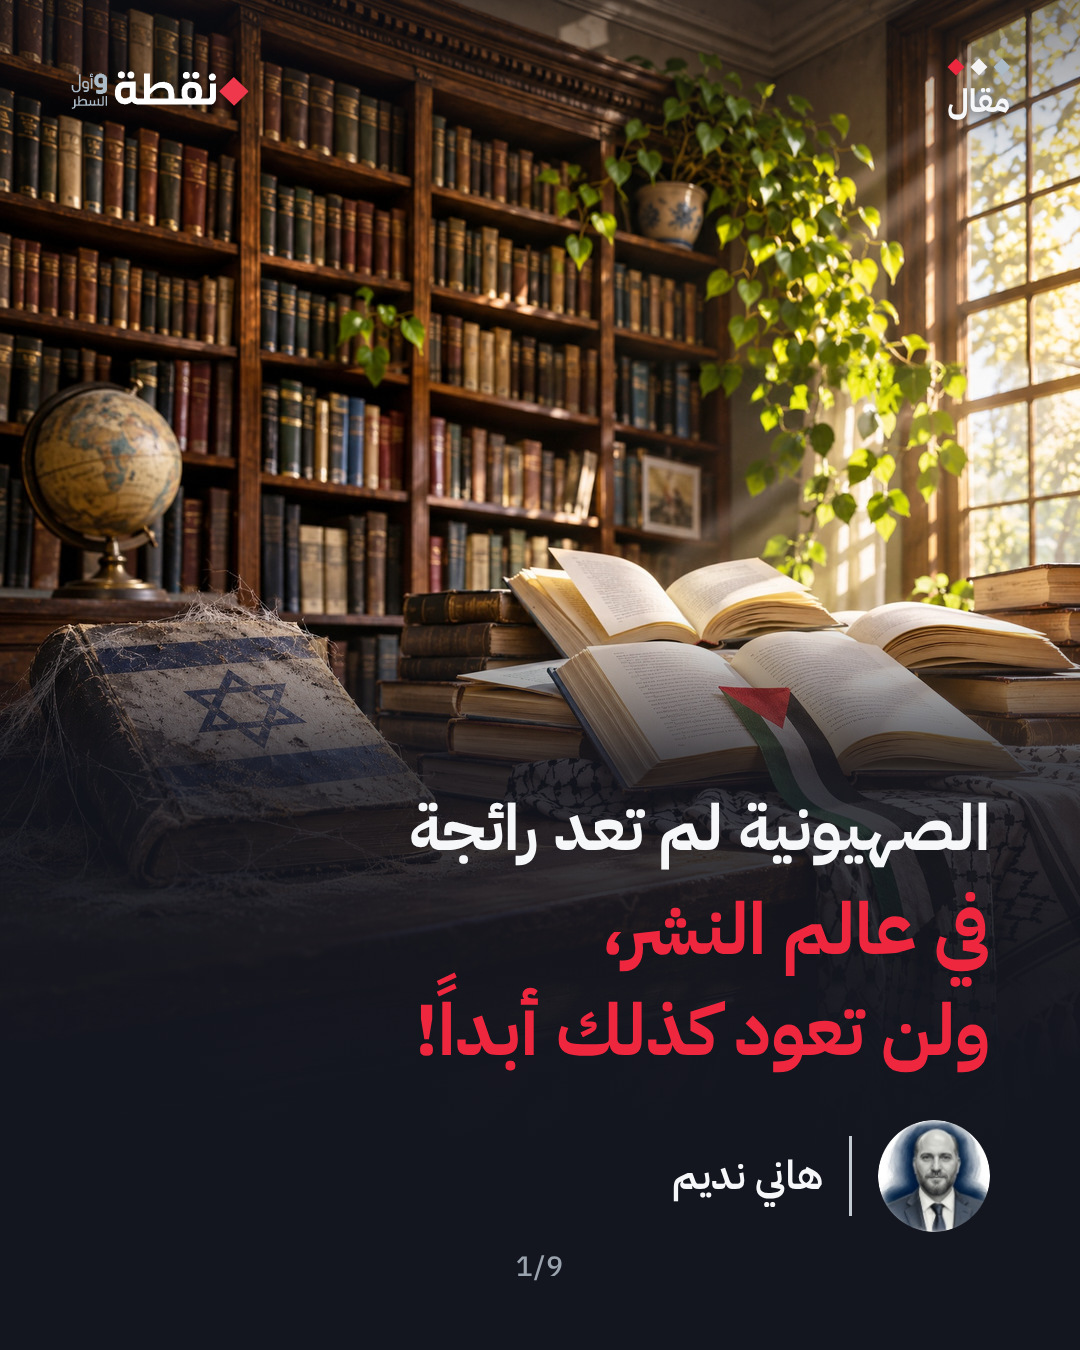 مقال
نقطة
وأول
السطر
الصهيونية لم تعد رائجة
في عالم النشر،
ولن تعود كذلك أبداً!
هاني نديم
1/9